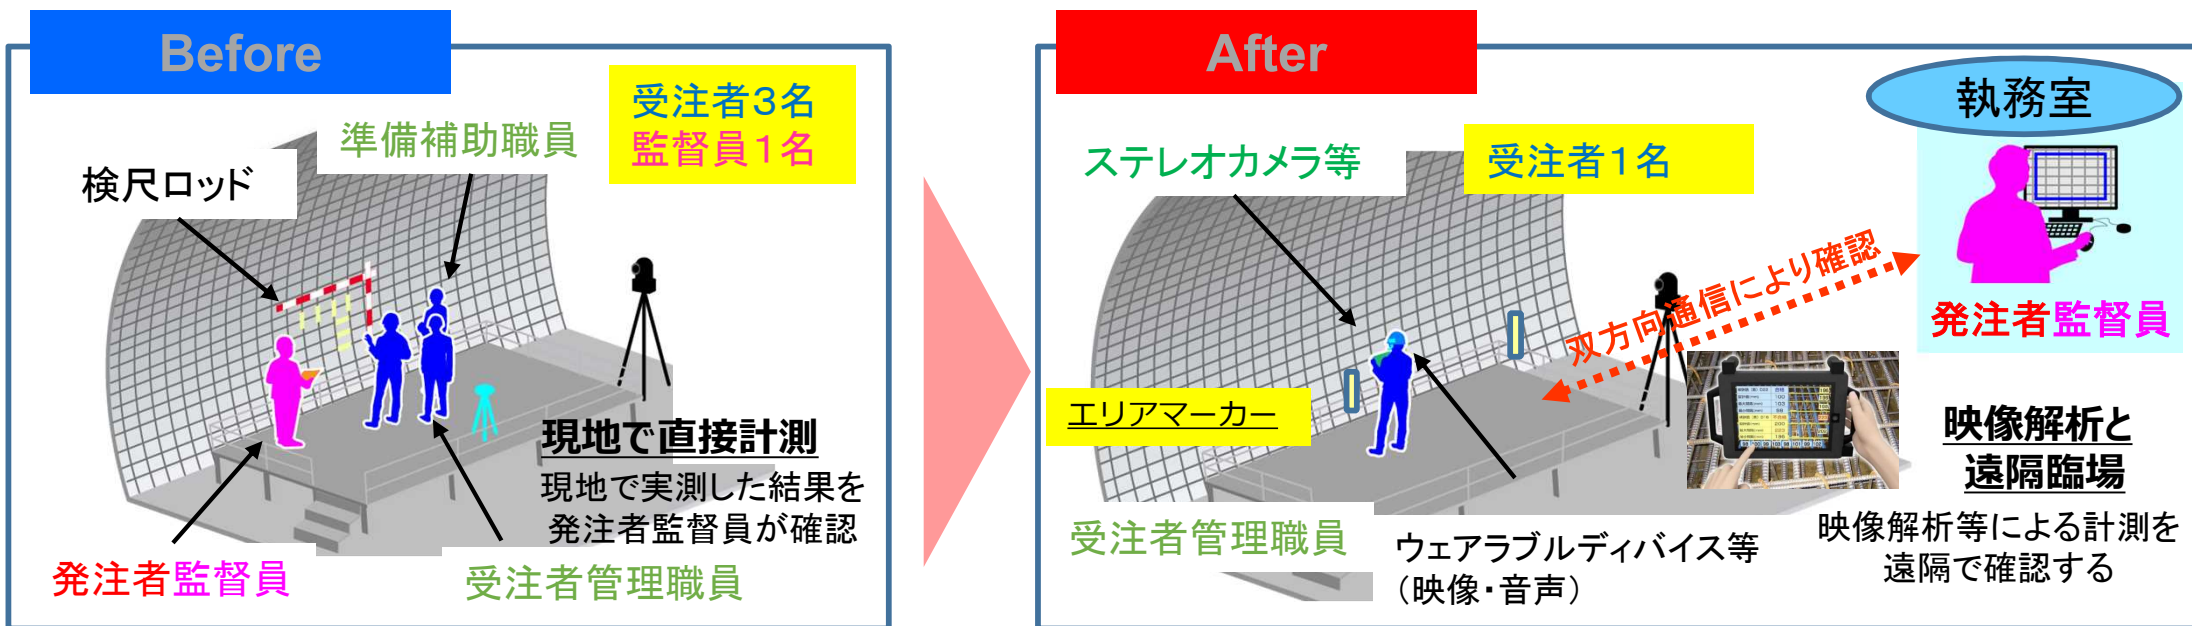 Before
受注者3名
監督員1名
準備補助職員
検尺ロッド
現地で直接計測
現地で実測した結果を
発注者監督員が確認
発注者監督員
受注者管理職員
After
執務室
ステレオカメラ等
受注者1名
双方向通信により確認
発注者監督員
エリアマーカー
映像解析と
遠隔臨場
受注者管理職員
ウェアラブルディバイス等
（映像・音声）
映像解析等による計測を
遠隔で確認する